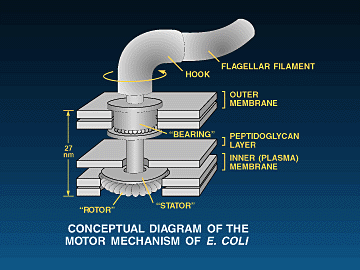 FLAGELLAR FILAMENT
HOOK
OUTER
MEMBRANE
"BEARING"
PEPTIDOGLYCAN
LAYER
27
nm
INNER (PLASMA)
MEMBRANE
"ROTOR"
"STATOR"
CONCEPTUAL DIAGRAM OF THE
MOTOR MECHANISM OF E. COLI